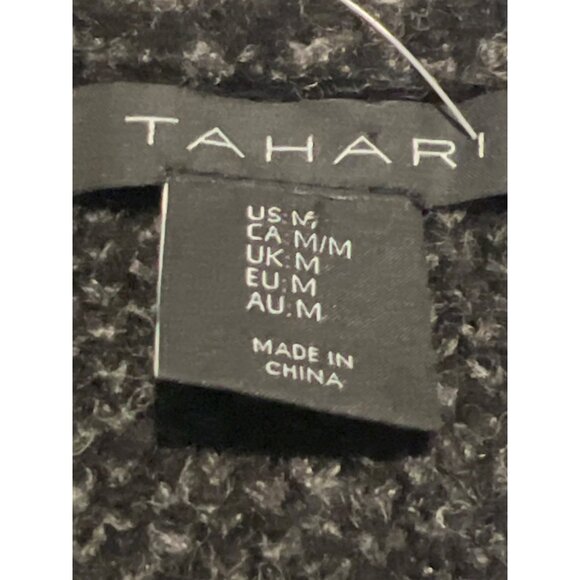 TAHARI
US:M,
CA:M/M
UK:M
EU:M
AU:M
MADE IN
CHINA